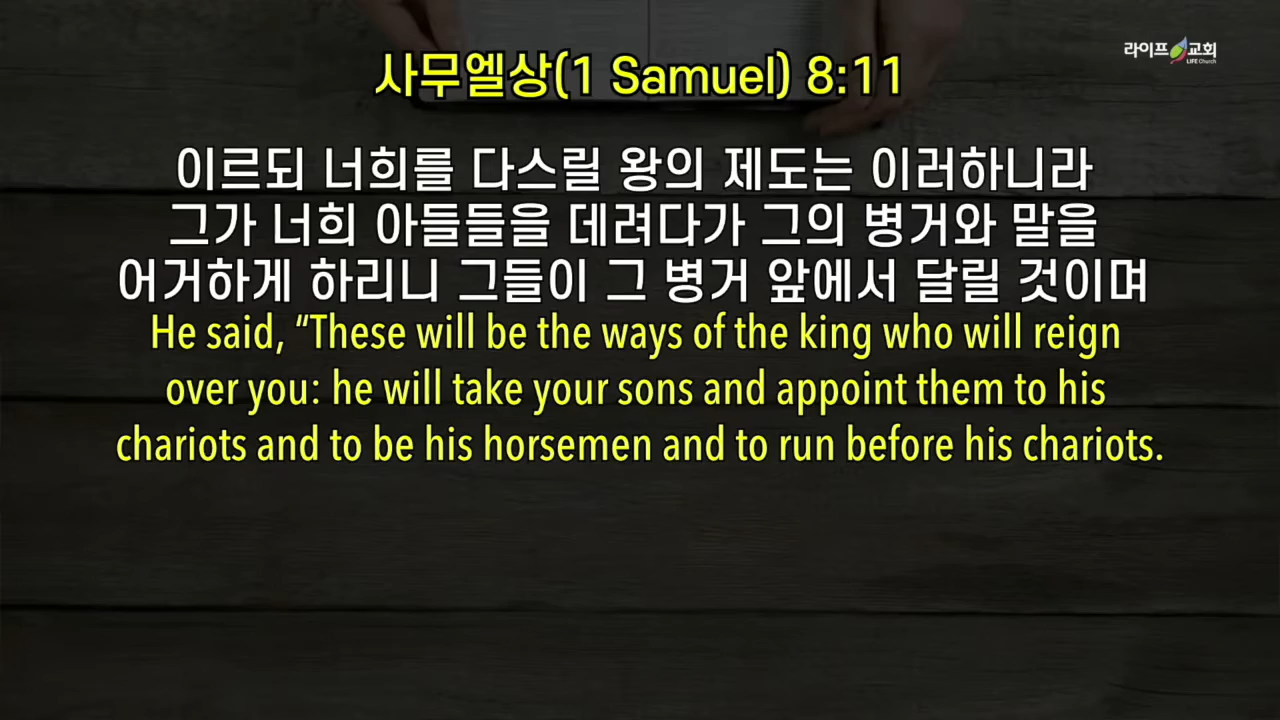 라이프 교회
LIFE Church
사무엘상(1 Samuel) 8:11
이르되 너희를 다스릴 왕의 제도는 이러하니라
그가 너희 아들들을 데려다가 그의 병거와 말을
어거하게 하리니 그들이 그 병거 앞에서 달릴 것이며
He said, “These will be the ways of the king who will reign
over you: he will take your sons and appoint them to his
chariots and to be his horsemen and to run before his chariots.